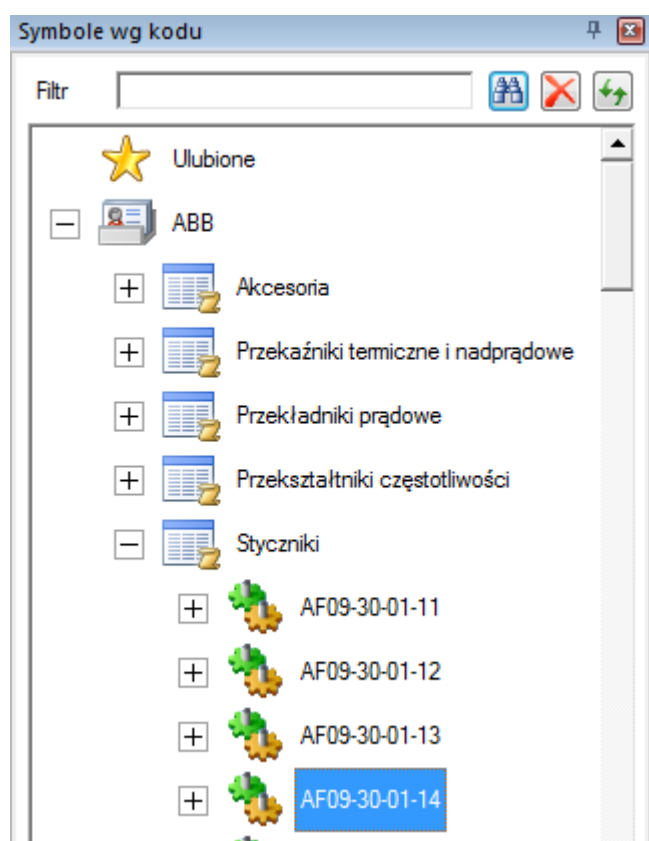 Symbole wg kodu
Filtr
Ulubione
ABB
Akcesoria
Przekaźniki termiczne i nadprądowe
Przekładniki prądowe
Przekształtniki częstotliwości
Styczniki
AF09-30-01-11
AF09-30-01-12
AF09-30-01-13
AF09-30-01-14